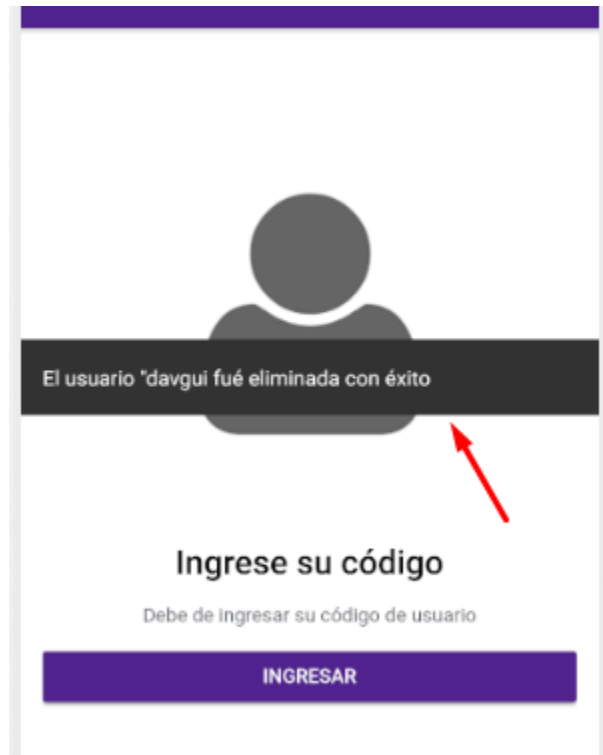 El usuario "davgui fué eliminada con éxito
Ingrese su código
Debe de ingresar su código de usuario
INGRESAR